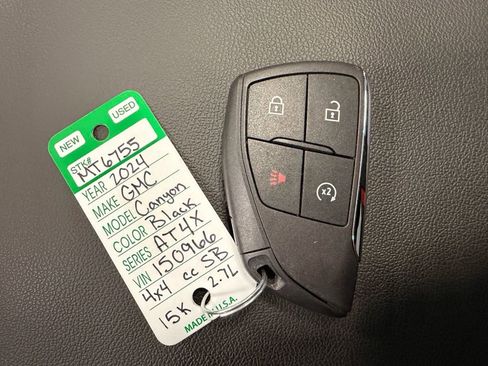 NEW USED
STK# MT6755
YEAR 2024
MAKE GMC
MODEL Canyon
COLOR Black
SERIES AT4X
VIN 150966
4x4 cc SB
15K 2.7L
MADE IN U.S.A.
x2